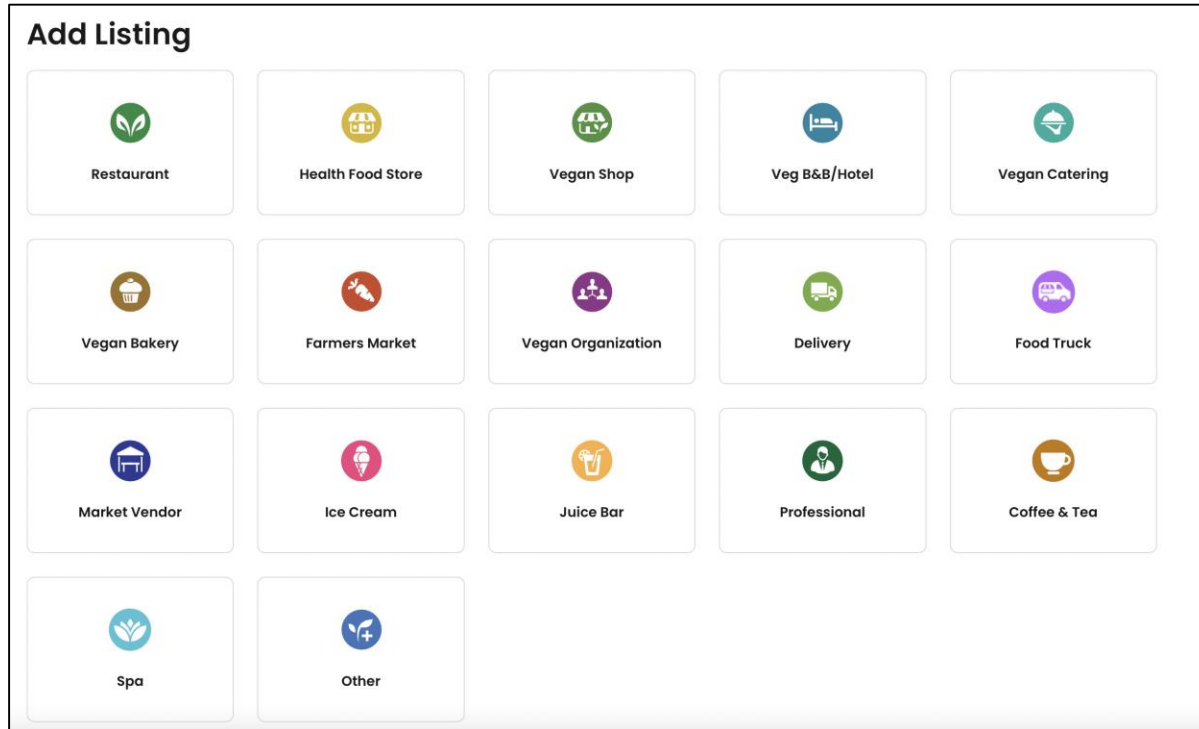 Add Listing
Restaurant
Health Food Store
Vegan Shop
Veg B&B/Hotel
Vegan Catering
Vegan Bakery
Farmers Market
Vegan Organization
Delivery
Food Truck
Market Vendor
Ice Cream
Juice Bar
Professional
Coffee & Tea
Spa
Other